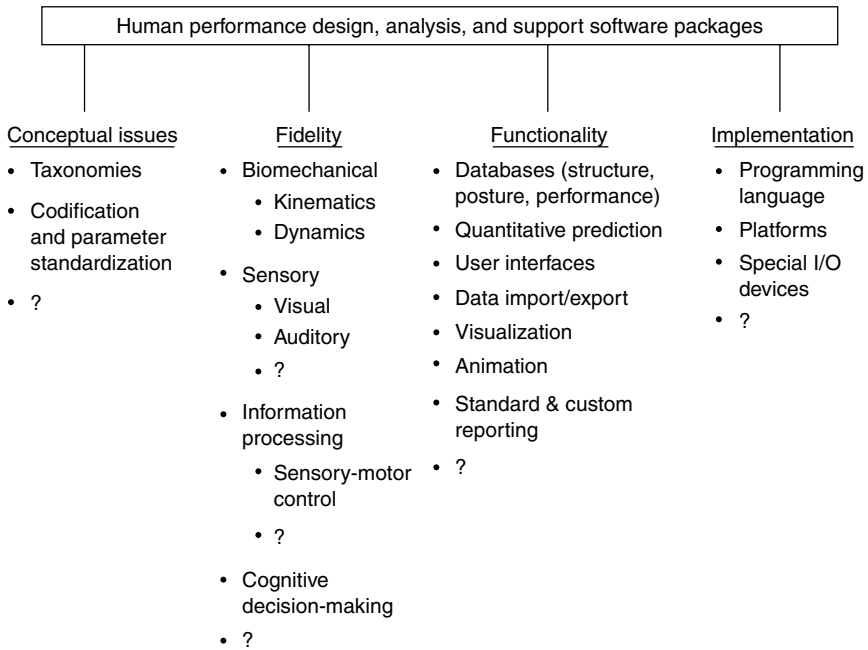 Human performance design, analysis, and support software packages
Conceptual issues
• Taxonomies
• Codification
and parameter
standardization
• ?
Fidelity
• Biomechanical
• Kinematics
• Dynamics
• Sensory
• Visual
• Auditory
• ?
• Information
processing
• Sensory-motor
control
• ?
• Cognitive
decision-making
• ?
Functionality
• Databases (structure,
posture, performance)
• Quantitative prediction
• User interfaces
• Data import/export
• Visualization
• Animation
• Standard & custom
reporting
• ?
Implementation
• Programming
language
• Platforms
• Special I/O
devices
• ?